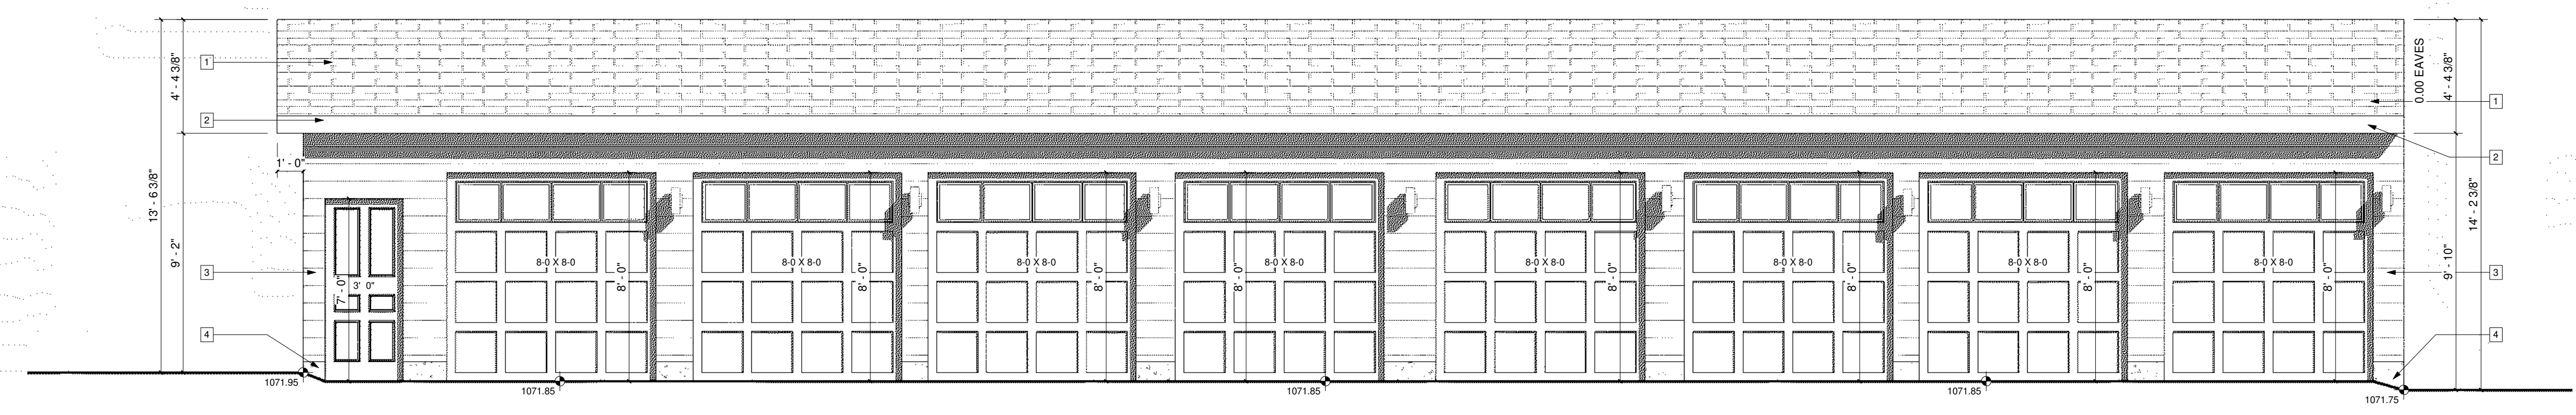 1
2
3
4
13' - 6 3/8"
4' - 4 3/8"
9' - 2"
1' - 0"
7' - 0"
3' 0"
8-0 X 8-0
8' - 0"
8-0 X 8-0
8' - 0"
8-0 X 8-0
8' - 0"
8-0 X 8-0
8' - 0"
8-0 X 8-0
8' - 0"
8-0 X 8-0
8' - 0"
8-0 X 8-0
8' - 0"
8-0 X 8-0
8' - 0"
0.00 EAVES
4' - 4 3/8"
9' - 10"
14' - 2 3/8"
1
2
3
4
1071.95
1071.85
1071.85
1071.85
1071.75